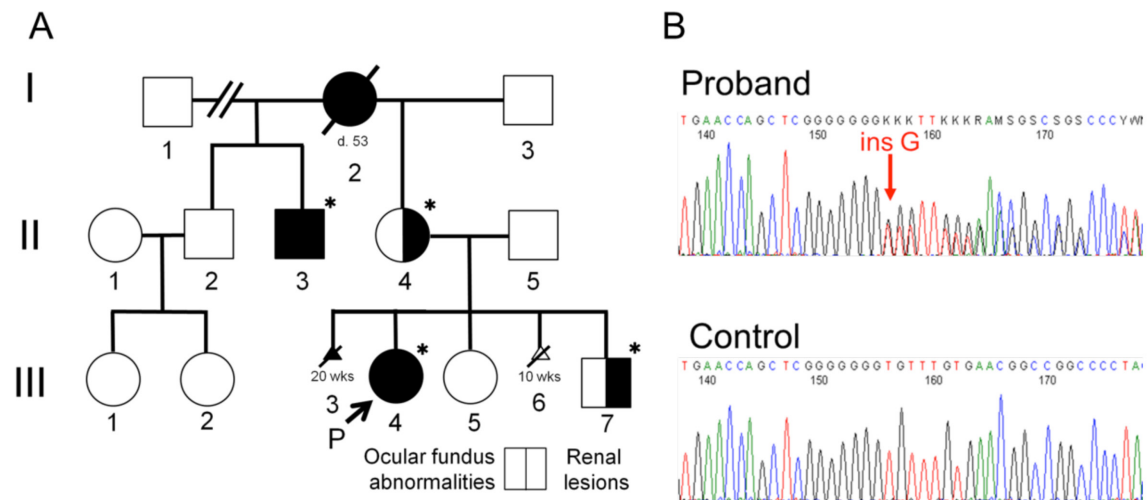 A
B
I
II
III
1
d. 53
2
3
1
2
*
3
*
4
5
1
2
20 wks
3
*
4
5
10 wks
6
*
7
P
Ocular fundus abnormalities
Renal lesions
Proband
TGAACCAGCTCGGGGGGGKKKTTKKKRAMSGSCSGSCCCYW
140 150 160 170
ins G
Control
TGAACCAGCTCGGGGGGGTGTTTGTGAACGGCCGGCCCCTA
140 150 160 170